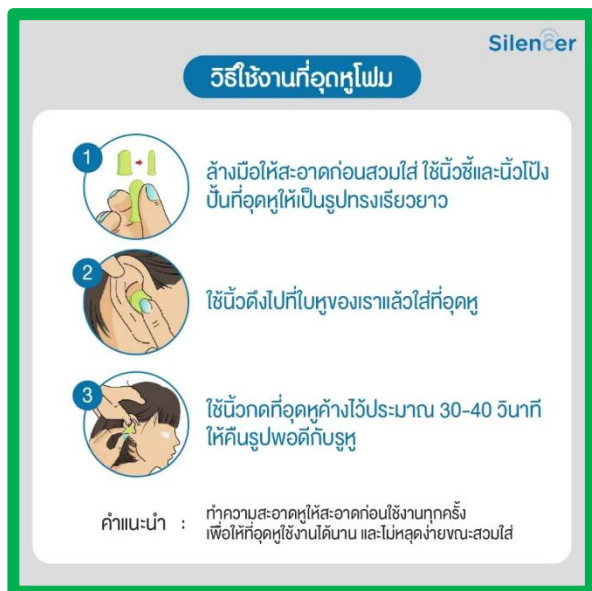 Silencer
วิธีใช้งานที่อุดหูโฟม
1
ล้างมือให้สะอาดก่อนสวมใส่ ใช้นิ้วชี้และนิ้วโป้ง
ปั้นที่อุดหูให้เป็นรูปทรงเรียวยาว
2
ใช้นิ้วดึงไปที่ใบหูของเราแล้วใส่ที่อุดหู
3
ใช้นิ้วกดที่อุดหูค้างไว้ประมาณ 30-40 วินาที
ให้คืนรูปพอดีกับรูหู
คำแนะนำ : ทำความสะอาดหูให้สะอาดก่อนใช้งานทุกครั้ง
เพื่อให้ที่อุดหูใช้งานได้นาน และไม่หลุดง่ายขณะสวมใส่